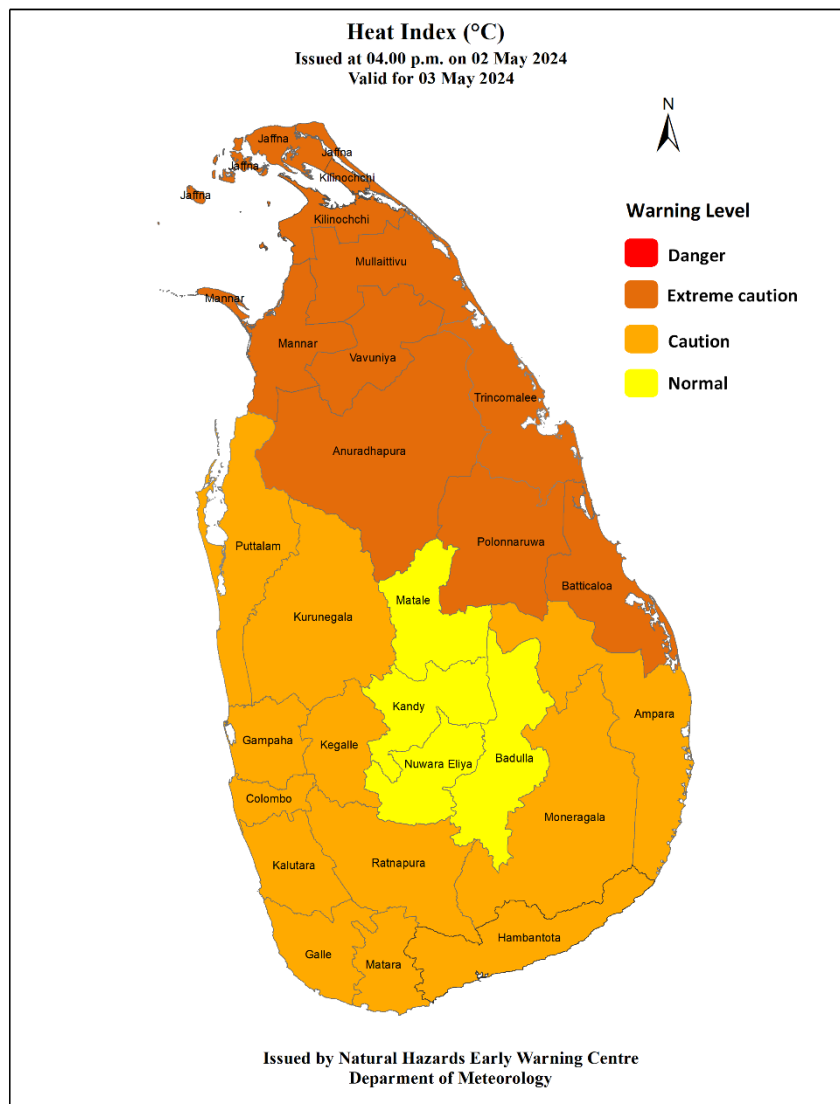 Heat Index (°C)
Issued at 04.00 p.m. on 02 May 2024
Valid for 03 May 2024
N
Warning Level
Danger
Extreme caution
Caution
Normal
Jaffna
Jaffna
Jaffna
Kilinochchi
Jaffna
Kilinochchi
Mullaittivu
Mannar
Mannar
Vavuniya
Trincomalee
Anuradhapura
Polonnaruwa
Puttalam
Batticaloa
Matale
Kurunegala
Kandy
Ampara
Gampaha
Kegalle
Badulla
Nuwara Eliya
Colombo
Moneragala
Kalutara
Ratnapura
Hambantota
Galle
Matara
Issued by Natural Hazards Early Warning Centre
Deparment of Meteorology